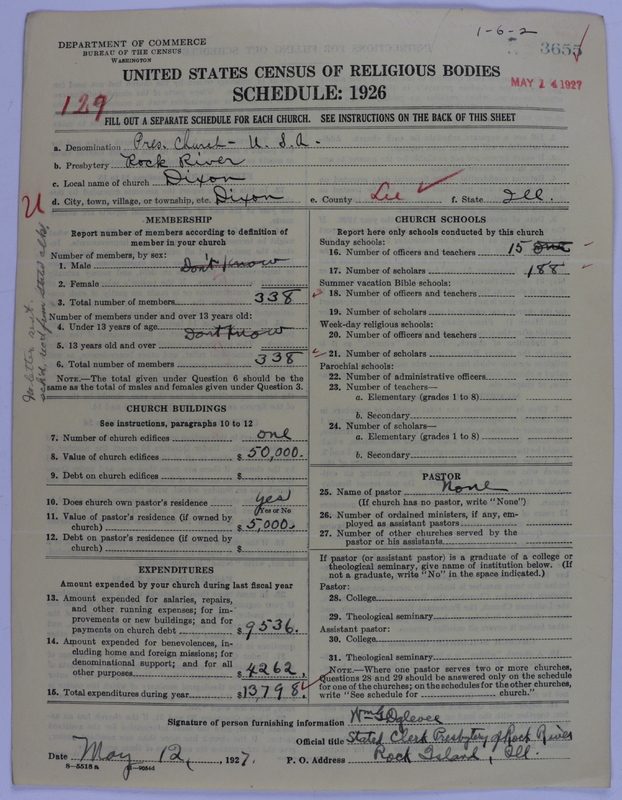 1-6-2
DEPARTMENT OF COMMERCE
BUREAU OF THE CENSUS
WASHINGTON
3655
UNITED STATES CENSUS OF RELIGIOUS BODIES
SCHEDULE: 1926
MAY 14 1927
129
FILL OUT A SEPARATE SCHEDULE FOR EACH CHURCH. SEE INSTRUCTIONS ON THE BACK OF THIS SHEET
a. Denomination Pres. Church - U. S. A.
b. Presbytery Rock River
c. Local name of church Dixon
d. City, town, village, or township, etc. Dixon e. County Lee f. State Ill.
U
MEMBERSHIP
Report number of members according to definition of
member in your church
Number of members, by sex:
1. Male Don't know
2. Female
3. Total number of members 338
Number of members under and over 13 years old:
4. Under 13 years of age Dont know
5. 13 years old and over
6. Total number of members 338
NOTE.—The total given under Question 6 should be the
same as the total of males and females given under Question 3.
CHURCH BUILDINGS
See instructions, paragraphs 10 to 12
7. Number of church edifices one
8. Value of church edifices $ 50,000.
9. Debt on church edifices $
10. Does church own pastor's residence yes
Yes or No
11. Value of pastor's residence (if owned by
church) $ 5,000.
12. Debt on pastor's residence (if owned by
church) $
EXPENDITURES
Amount expended by your church during last fiscal year
13. Amount expended for salaries, repairs,
and other running expenses; for im-
provements or new buildings; and for
payments on church debt $ 9536.
14. Amount expended for benevolences, in-
cluding home and foreign missions; for
denominational support; and for all
other purposes $ 4262.
15. Total expenditures during year $ 13,798.
CHURCH SCHOOLS
Report here only schools conducted by this church
Sunday schools:
16. Number of officers and teachers 15 one
17. Number of scholars 188
Summer vacation Bible schools:
18. Number of officers and teachers
19. Number of scholars
Week-day religious schools:
20. Number of officers and teachers
21. Number of scholars
Parochial schools:
22. Number of administrative officers
23. Number of teachers—
a. Elementary (grades 1 to 8)
b. Secondary
24. Number of scholars—
a. Elementary (grades 1 to 8)
b. Secondary
PASTOR
25. Name of pastor None
(If church has no pastor, write "None")
26. Number of ordained ministers, if any, em-
ployed as assistant pastors
27. Number of other churches served by the
pastor or his assistants
If pastor (or assistant pastor) is a graduate of a college or
theological seminary, give name of institution below. (If
not a graduate, write "No" in the space indicated.)
Pastor:
28. College
29. Theological seminary
Assistant pastor:
30. College
31. Theological seminary
NOTE.—Where one pastor serves two or more churches,
Questions 28 and 29 should be answered only on the schedule
for one of the churches; on the schedules for the other churches,
write "See schedule for church."
Signature of person furnishing information Wm G Oglevee
Official title Stated Clerk Presbytery of Rock River
Date May 12, 1927. P. O. Address Rock Island, Ill.
8-5518a